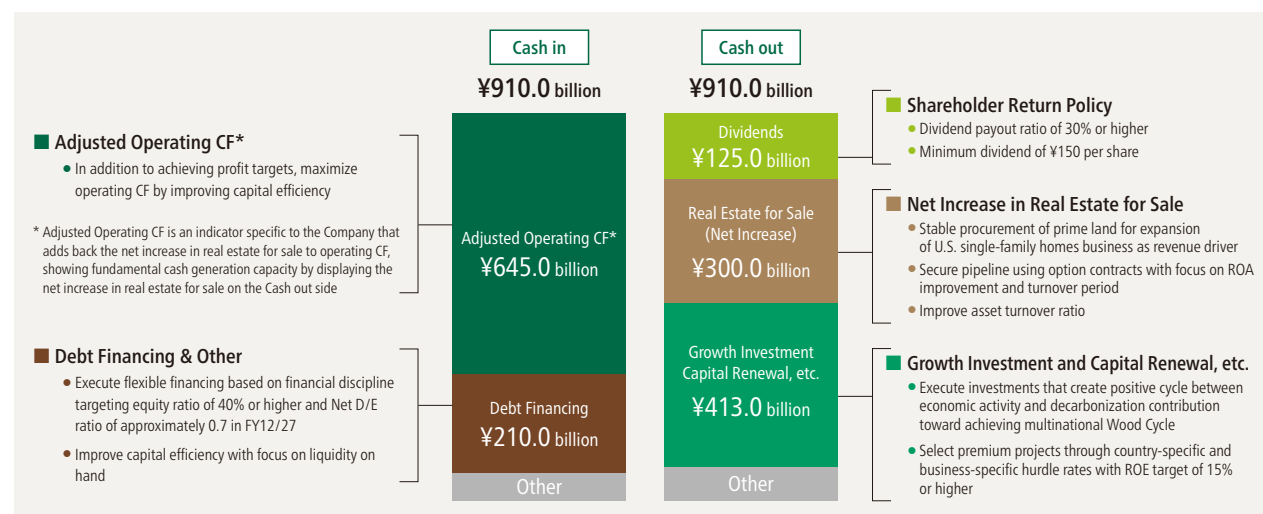 Cash in
¥910.0 billion
Cash out
¥910.0 billion
■ Adjusted Operating CF*
● In addition to achieving profit targets, maximize
operating CF by improving capital efficiency
* Adjusted Operating CF is an indicator specific to the Company that
adds back the net increase in real estate for sale to operating CF,
showing fundamental cash generation capacity by displaying the
net increase in real estate for sale on the Cash out side
■ Debt Financing & Other
● Execute flexible financing based on financial discipline
targeting equity ratio of 40% or higher and Net D/E
ratio of approximately 0.7 in FY12/27
● Improve capital efficiency with focus on liquidity on
hand
Adjusted Operating CF*
¥645.0 billion
Debt Financing
¥210.0 billion
Other
Dividends
¥125.0 billion
Real Estate for Sale
(Net Increase)
¥300.0 billion
Growth Investment
Capital Renewal, etc.
¥413.0 billion
Other
■ Shareholder Return Policy
● Dividend payout ratio of 30% or higher
● Minimum dividend of ¥150 per share
■ Net Increase in Real Estate for Sale
● Stable procurement of prime land for expansion
of U.S. single-family homes business as revenue driver
● Secure pipeline using option contracts with focus on ROA
improvement and turnover period
● Improve asset turnover ratio
■ Growth Investment and Capital Renewal, etc.
● Execute investments that create positive cycle between
economic activity and decarbonization contribution
toward achieving multinational Wood Cycle
● Select premium projects through country-specific and
business-specific hurdle rates with ROE target of 15%
or higher